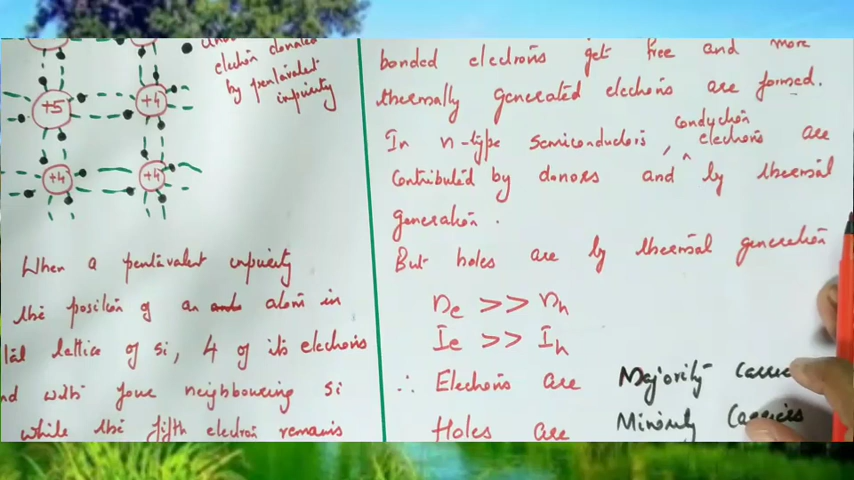 electron donated
by pentavalent
impurity
+5
+4
+4
+4
When a pentavalent impurity
the position of an atom in
lattice of si, 4 of its electrons
with four neighbouring si
while the fifth electron remains
bonded electrons get free and more
thermally generated electrons are formed.
In n-type semiconductors, conduction electrons are
contributed by donors and by thermal
generation.
But holes are by thermal generation
ne >> nh
Ie >> Ih
∴ Electrons are Majority
Holes are Minority Carriers